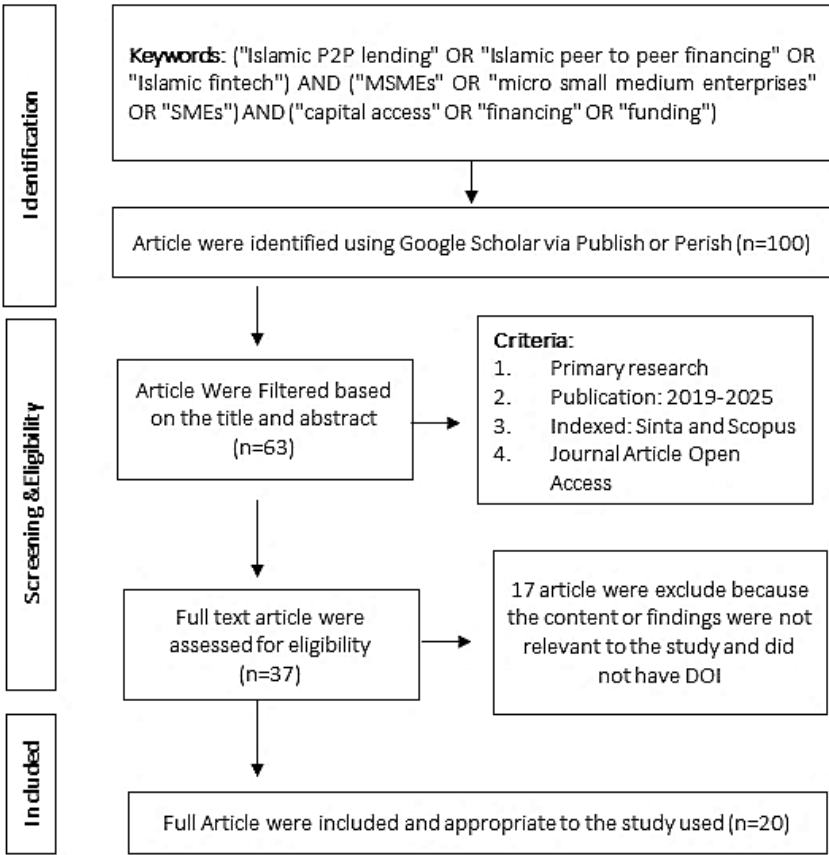 Identification
Keywords: ("Islamic P2P lending" OR "Islamic peer to peer financing" OR
"Islamic fintech") AND ("MSMEs" OR "micro small medium enterprises"
OR "SMEs") AND ("capital access" OR "financing" OR "funding")
Article were identified using Google Scholar via Publish or Perish (n=100)
Screening &Eligibility
Article Were Filtered based
on the title and abstract
(n=63)
Criteria:
1. Primary research
2. Publication: 2019-2025
3. Indexed: Sinta and Scopus
4. Journal Article Open
Access
Full text article were
assessed for eligibility
(n=37)
17 article were exclude because
the content or findings were not
relevant to the study and did
not have DOI
Included
Full Article were included and appropriate to the study used (n=20)